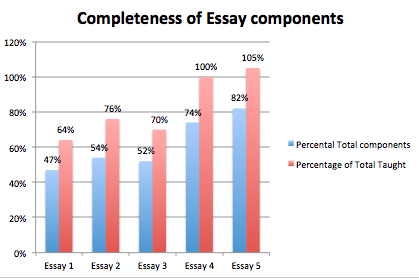 Completeness of Essay components
120%
100%
80%
60%
40%
20%
0%
47%
64%
54%
76%
52%
70%
74%
100%
82%
105%
Essay 1
Essay 2
Essay 3
Essay 4
Essay 5
Percental Total components
Percentage of Total Taught